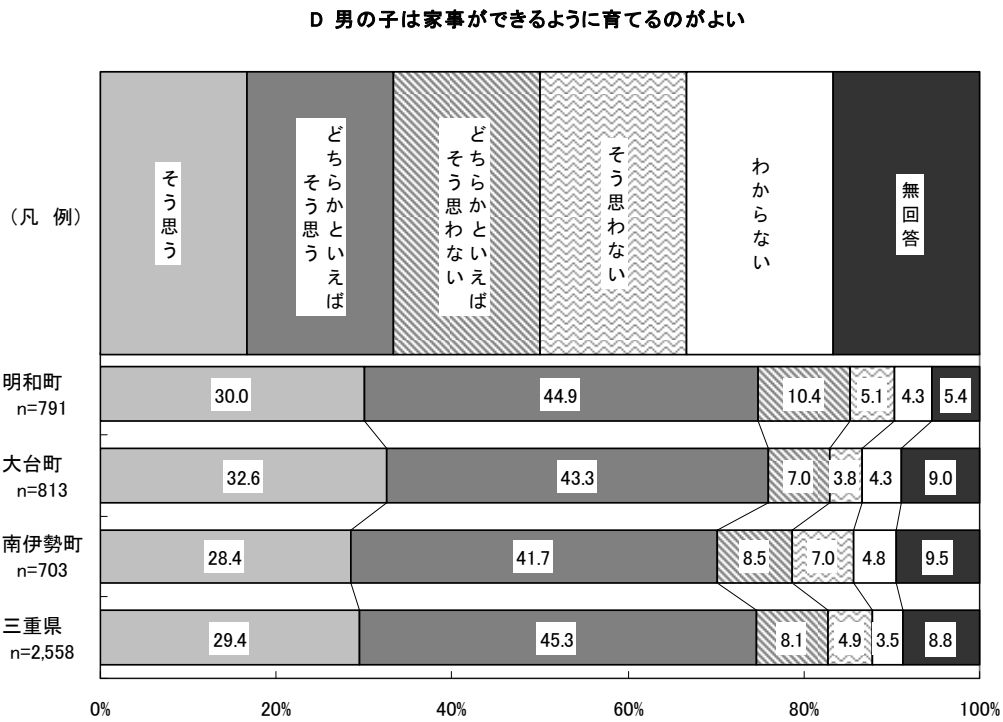 D 男の子は家事ができるように育てるのがよい
(凡 例)
そう思う
どちらかといえば
そう思う
どちらかといえば
そう思わない
そう思わない
わからない
無回答
明和町
n=791
30.0 44.9 10.4 5.1 4.3 5.4
大台町
n=813
32.6 43.3 7.0 3.8 4.3 9.0
南伊勢町
n=703
28.4 41.7 8.5 7.0 4.8 9.5
三重県
n=2,558
29.4 45.3 8.1 4.9 3.5 8.8
0% 20% 40% 60% 80% 100%